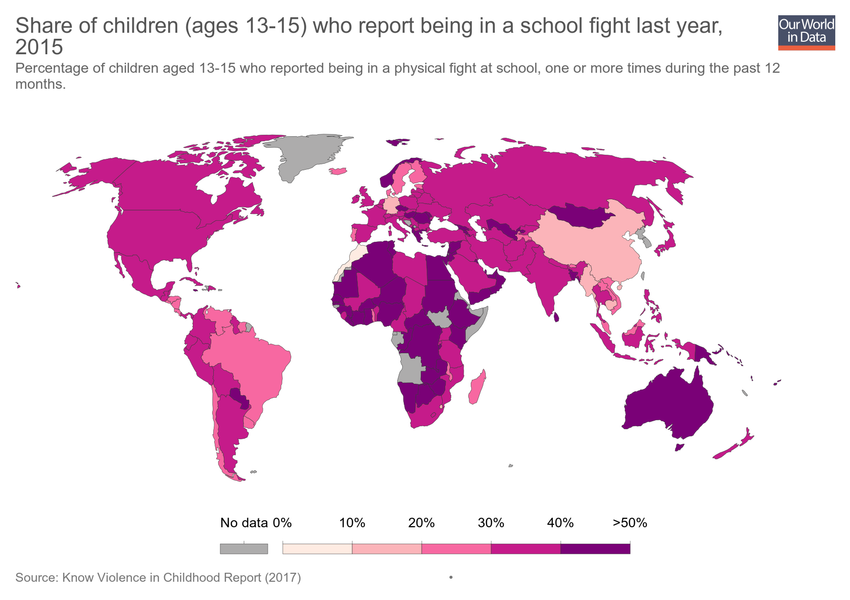 Share of children (ages 13-15) who report being in a school fight last year,
2015
Our World
in Data
Percentage of children aged 13-15 who reported being in a physical fight at school, one or more times during the past 12
months.
No data 0% 10% 20% 30% 40% >50%
Source: Know Violence in Childhood Report (2017) •